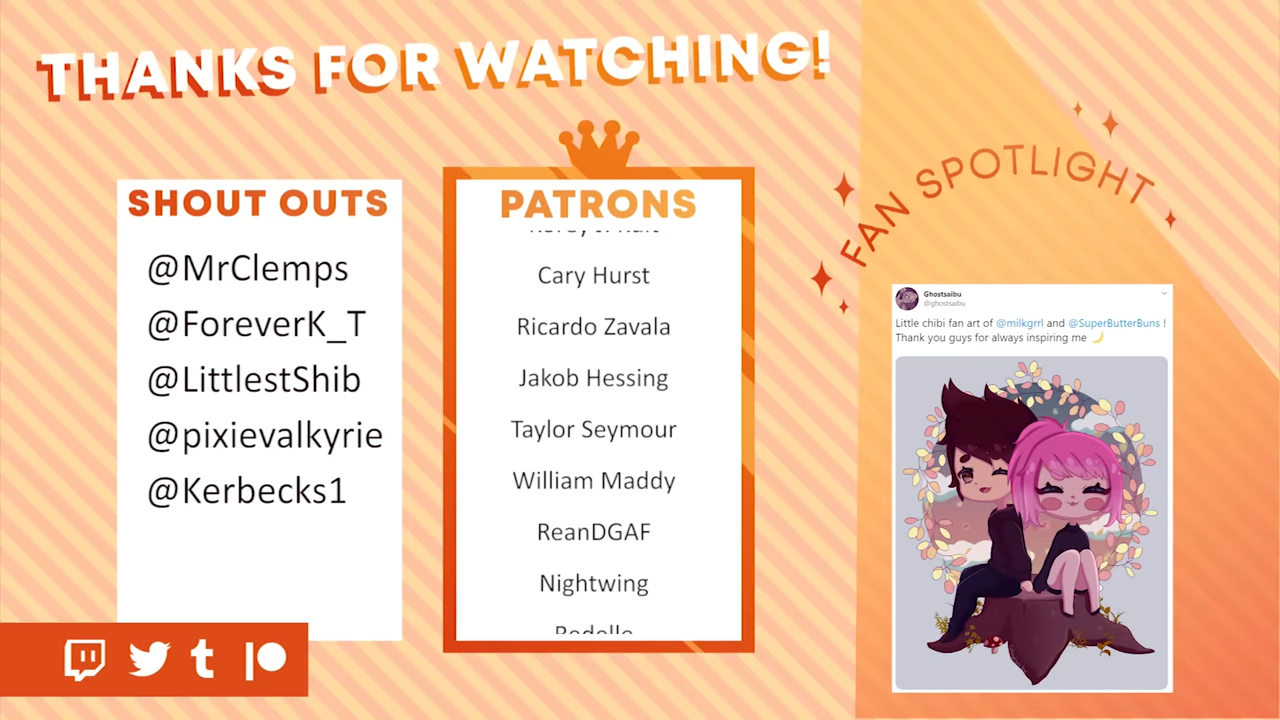 THANKS FOR WATCHING!
SHOUT OUTS
@MrClemps
@ForeverK_T
@LittlestShib
@pixievalkyrie
@Kerbecks1
PATRONS
Cary Hurst
Ricardo Zavala
Jakob Hessing
Taylor Seymour
William Maddy
ReanDGAF
Nightwing
FAN SPOTLIGHT
Ghostsaibu
@ghostsaibu
Little chibi fan art of @milkgrrl and @SuperButterBuns !
Thank you guys for always inspiring me 🌙